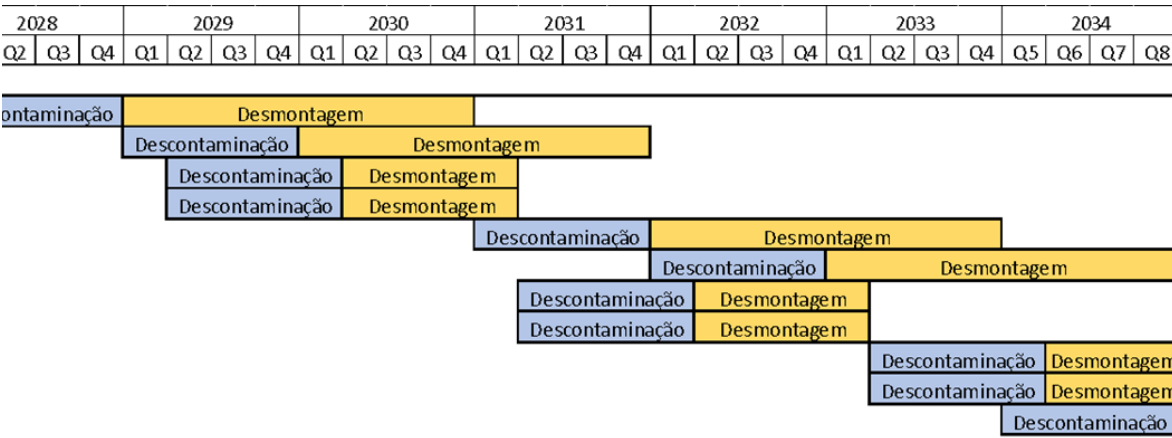 2028 2029 2030 2031 2032 2033 2034
Q2 Q3 Q4 Q1 Q2 Q3 Q4 Q1 Q2 Q3 Q4 Q1 Q2 Q3 Q4 Q1 Q2 Q3 Q4 Q1 Q2 Q3 Q4 Q5 Q6 Q7 Q8
ontaminação Desmontagem
Descontaminação Desmontagem
Descontaminação Desmontagem
Descontaminação Desmontagem
Descontaminação Desmontagem
Descontaminação Desmontagem
Descontaminação Desmontagem
Descontaminação Desmontagem
Descontaminação Desmontagem
Descontaminação Desmontagem
Descontaminação